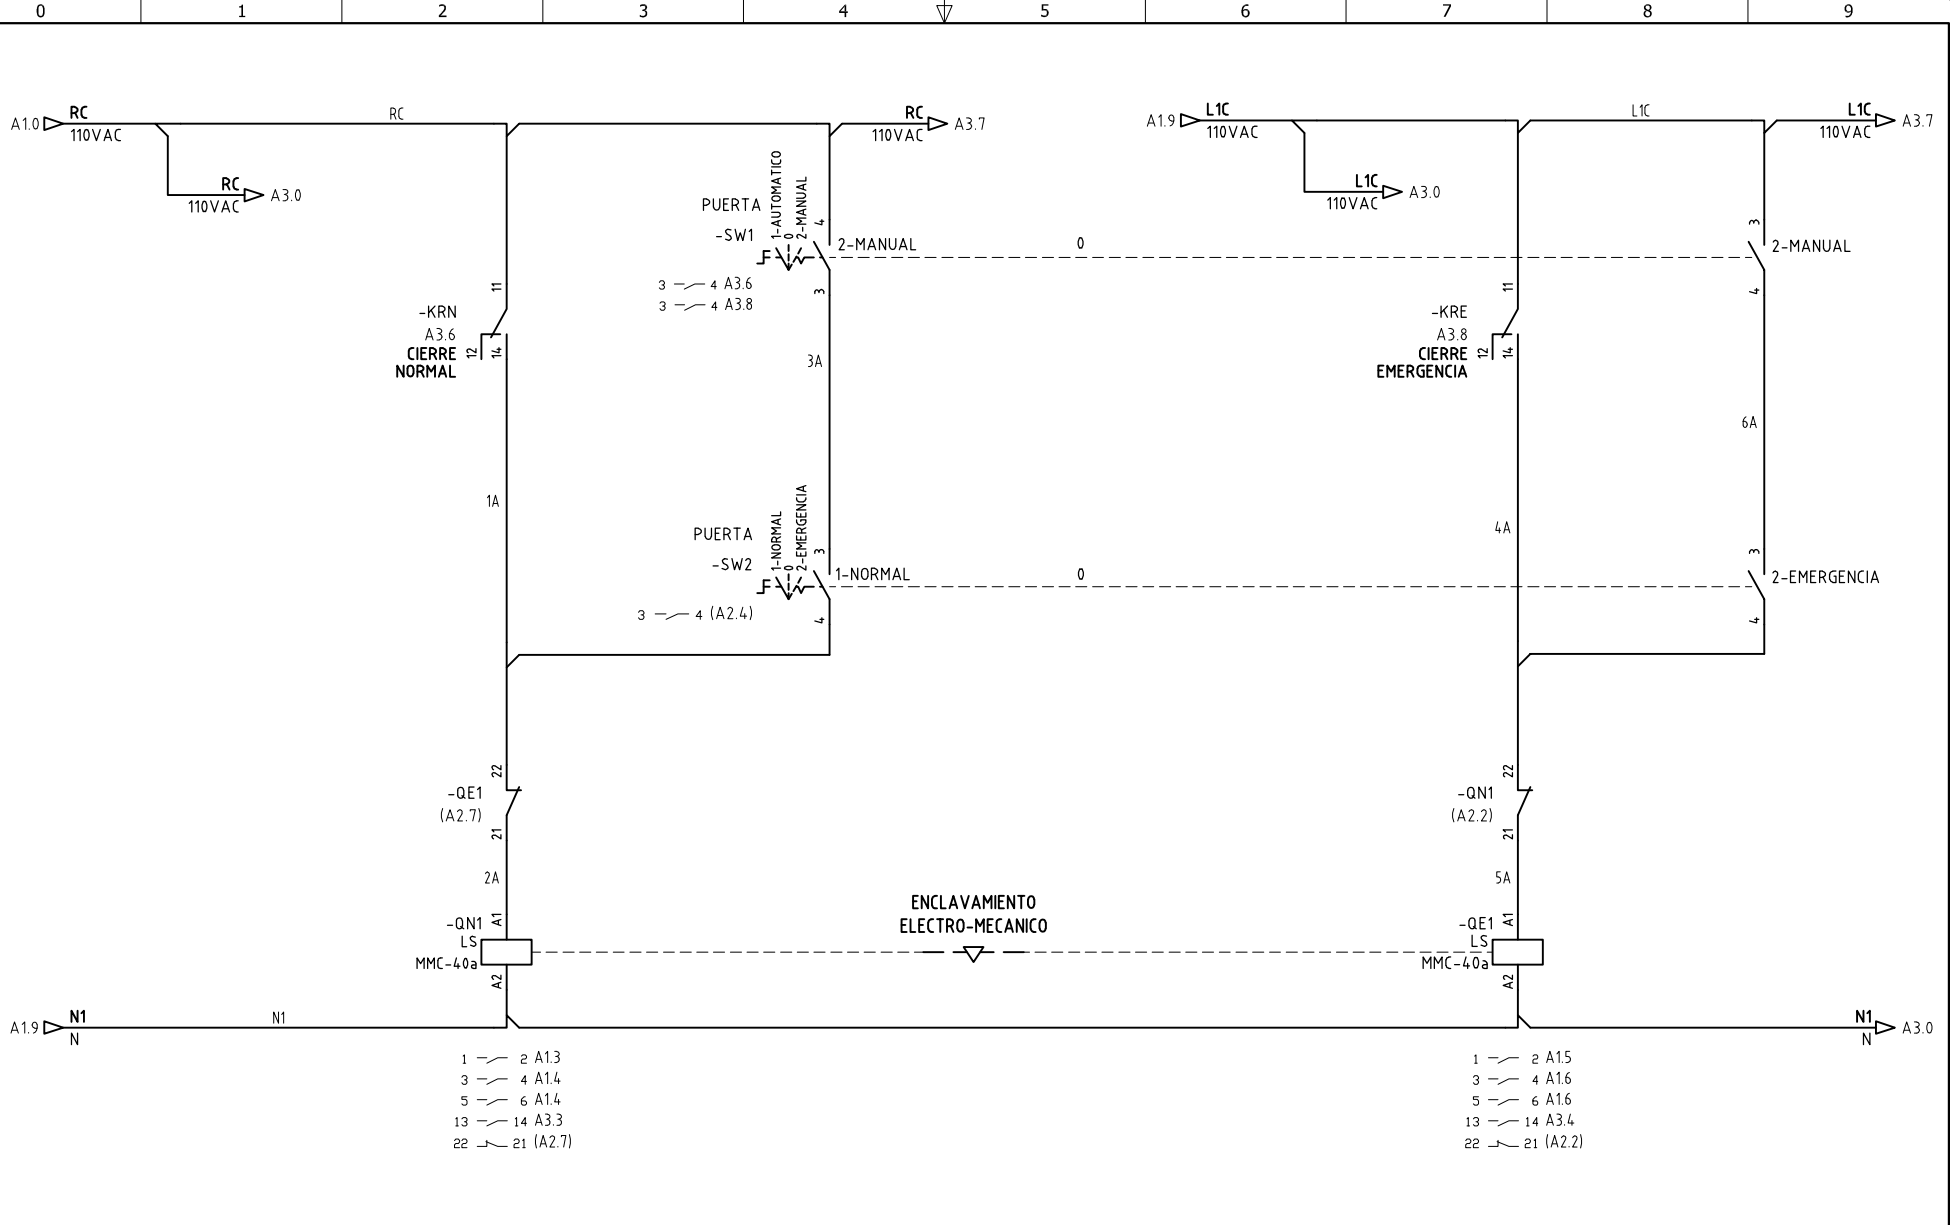 0 1 2 3 4 5 6 7 8 9
A1.0 RC RC RC A3.7
110VAC 110VAC
A1.9 L1C L1C L1C A3.7
110VAC 110VAC
RC A3.0
110VAC
L1C A3.0
110VAC
1-AUTOMATICO
0
2-MANUAL
PUERTA
-SW1
4
2-MANUAL
3
0
3
2-MANUAL
4
3 4 A3.6
3 4 A3.8
11
-KRN
A3.6
CIERRE
NORMAL
12
14
11
-KRE
A3.8
CIERRE
EMERGENCIA
12
14
3A
6A
1A
4A
1-NORMAL
0
2-EMERGENCIA
PUERTA
-SW2
3
1-NORMAL
4
0
3
2-EMERGENCIA
4
3 4 (A2.4)
22
-QE1
(A2.7)
21
22
-QN1
(A2.2)
21
2A
5A
ENCLAVAMIENTO
ELECTRO-MECANICO
-QN1
A1
LS
MMC-40a
A2
-QE1
A1
LS
MMC-40a
A2
A1.9 N1 N1 N1 A3.0
N N
1 2 A1.3
3 4 A1.4
5 6 A1.4
13 14 A3.3
22 21 (A2.7)
1 2 A1.5
3 4 A1.6
5 6 A1.6
13 14 A3.4
22 21 (A2.2)